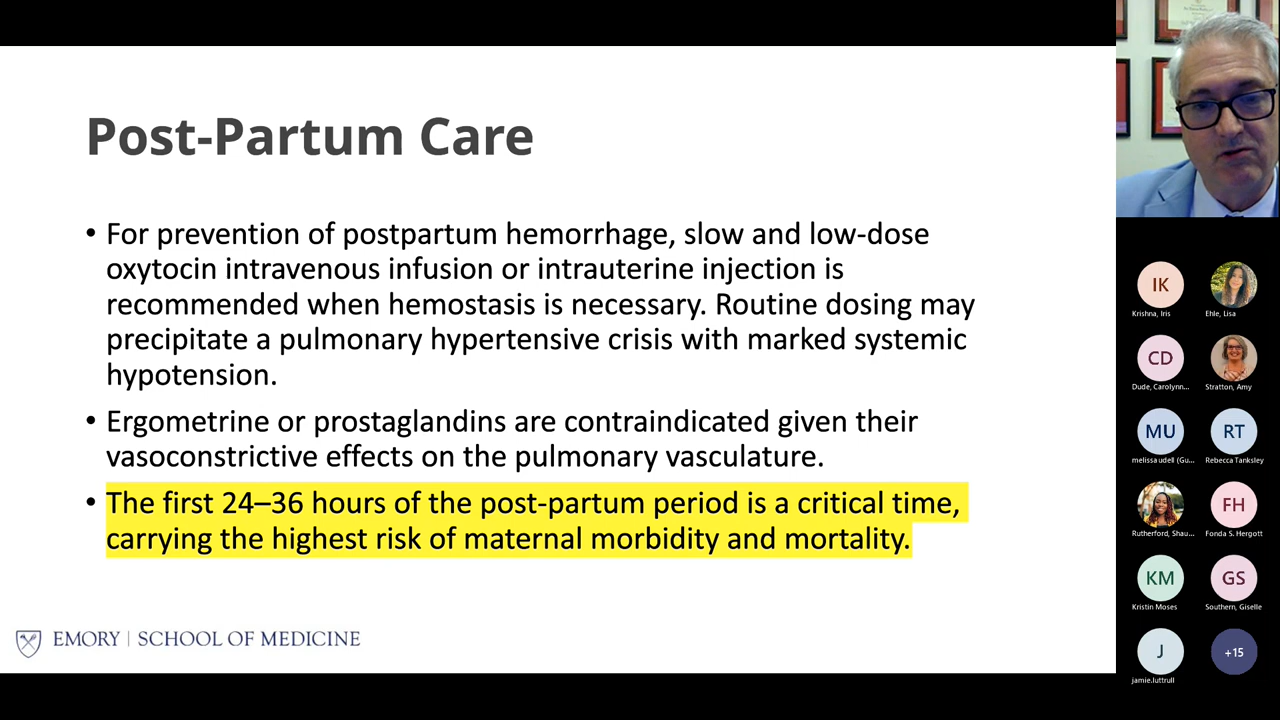 Post-Partum Care
• For prevention of postpartum hemorrhage, slow and low-dose
oxytocin intravenous infusion or intrauterine injection is
recommended when hemostasis is necessary. Routine dosing may
precipitate a pulmonary hypertensive crisis with marked systemic
hypotension.
• Ergometrine or prostaglandins are contraindicated given their
vasoconstrictive effects on the pulmonary vasculature.
• The first 24–36 hours of the post-partum period is a critical time,
carrying the highest risk of maternal morbidity and mortality.
EMORY | SCHOOL OF MEDICINE
IK
Krishna, Iris
Ehle, Lisa
CD
Dude, Carolynn...
Stratton, Amy
MU
RT
melissa udell (Gu...
Rebecca Tanksley
FH
Rutherford, Shau...
Fonda S. Hergott
KM
GS
Kristin Moses
Southern, Giselle
J
+15
jamie.luttrull